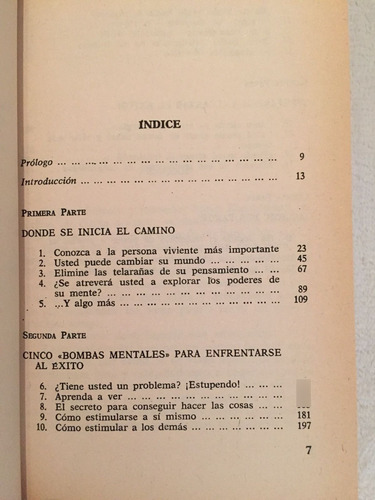 ÍNDICE
Prólogo ... ... ... ... ... ... ... ... ... ... ... ... ... ... 9
Introducción ... ... ... ... ... ... ... ... ... ... ... ... 13
PRIMERA PARTE
DONDE SE INICIA EL CAMINO
1. Conozca a la persona viviente más importante 23
2. Usted puede cambiar su mundo ... ... ... ... 45
3. Elimine las telarañas de su pensamiento ... ... 67
4. ¿Se atreverá usted a explorar los poderes de
su mente? ... ... ... ... ... ... ... ... ... ... 89
5. ...Y algo más ... ... ... ... ... ... ... ... ... 109
SEGUNDA PARTE
CINCO «BOMBAS MENTALES» PARA ENFRENTARSE
AL ÉXITO
6. ¿Tiene usted un problema? ¡Estupendo! ... ...
7. Aprenda a ver ... ... ... ... ... ... ... ... ...
8. El secreto para conseguir hacer las cosas ...
9. Cómo estimularse a sí mismo ... ... ... ... 181
10. Cómo estimular a los demás ... ... ... ... 197
7